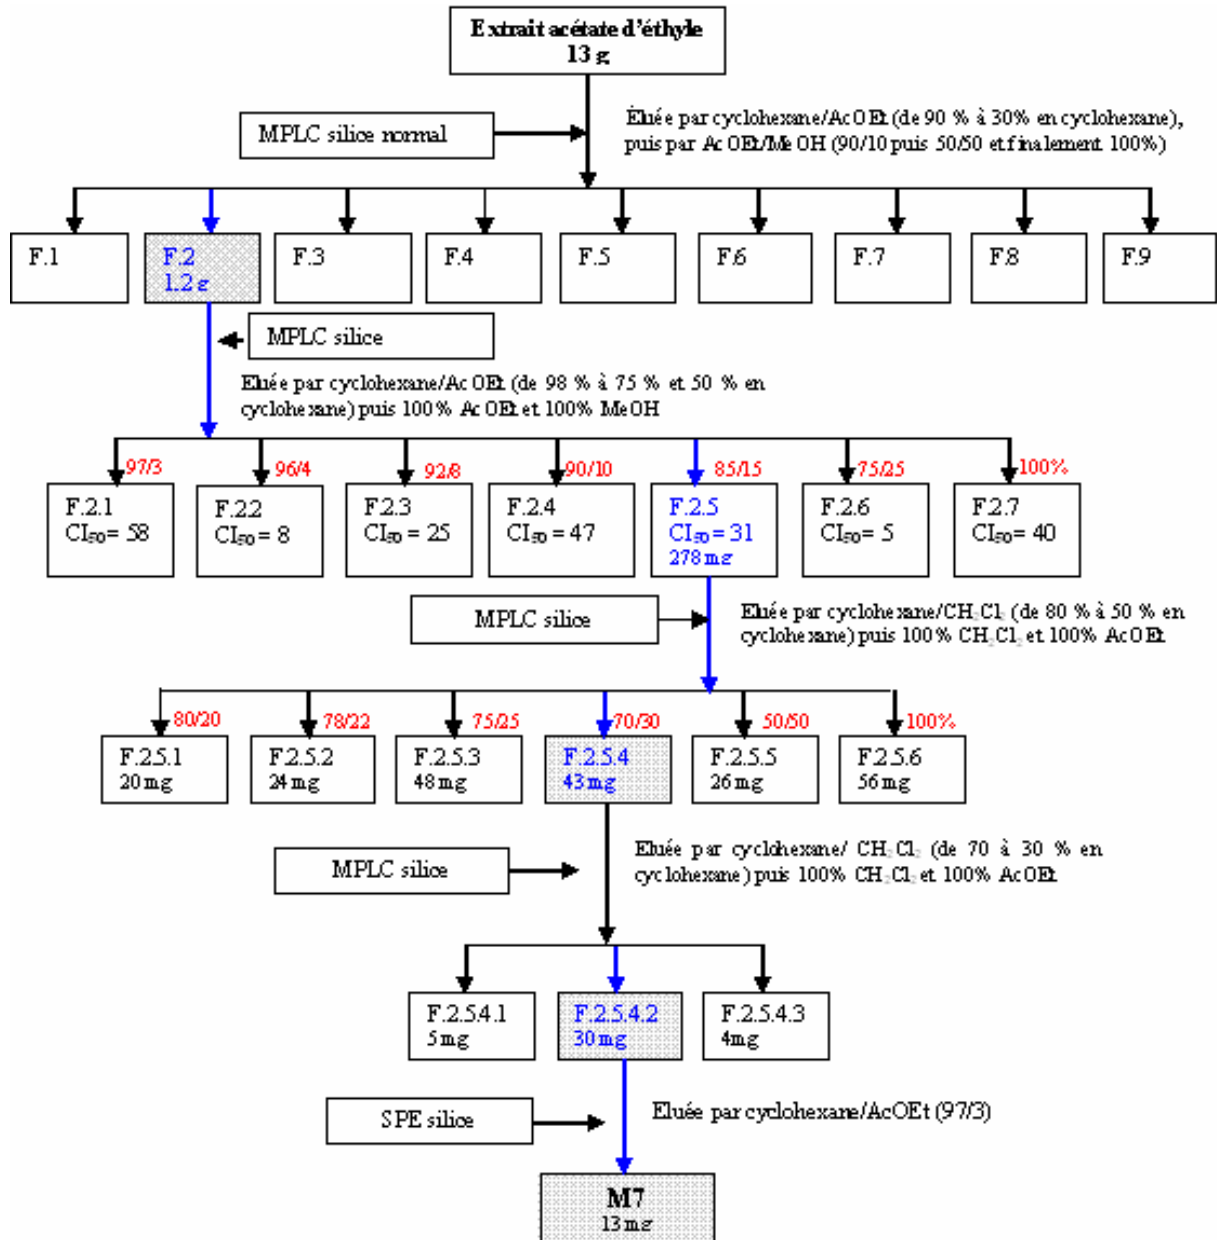 Extrait acétate d'éthyle
13 g
MPLC silice normal
Éluée par cyclohexane/AcOEt (de 90 % à 30% en cyclohexane),
puis par AcOEt/MeOH (90/10 puis 50/50 et finalement 100%)
F.1
F.2
1.2 g
F.3
F.4
F.5
F.6
F.7
F.8
F.9
MPLC silice
Eluée par cyclohexane/AcOEt (de 98 % à 75 % et 50 % en
cyclohexane) puis 100% AcOEt et 100% MeOH
97/3
96/4
92/8
90/10
85/15
75/25
100%
F.2.1
CI₅₀= 58
F.2.2
CI₅₀= 8
F.2.3
CI₅₀= 25
F.2.4
CI₅₀= 47
F.2.5
CI₅₀= 31
278 mg
F.2.6
CI₅₀= 5
F.2.7
CI₅₀= 40
MPLC silice
Eluée par cyclohexane/CH₂Cl₂ (de 80 % à 50 % en
cyclohexane) puis 100% CH₂Cl₂ et 100% AcOEt
80/20
78/22
75/25
70/30
50/50
100%
F.2.5.1
20 mg
F.2.5.2
24 mg
F.2.5.3
48 mg
F.2.5.4
43 mg
F.2.5.5
26 mg
F.2.5.6
56 mg
MPLC silice
Eluée par cyclohexane/ CH₂Cl₂ (de 70 à 30 % en
cyclohexane) puis 100% CH₂Cl₂ et 100% AcOEt
F.2.5.4.1
5 mg
F.2.5.4.2
30 mg
F.2.5.4.3
4mg
SPE silice
Eluée par cyclohexane/AcOEt (97/3)
M7
13 mg